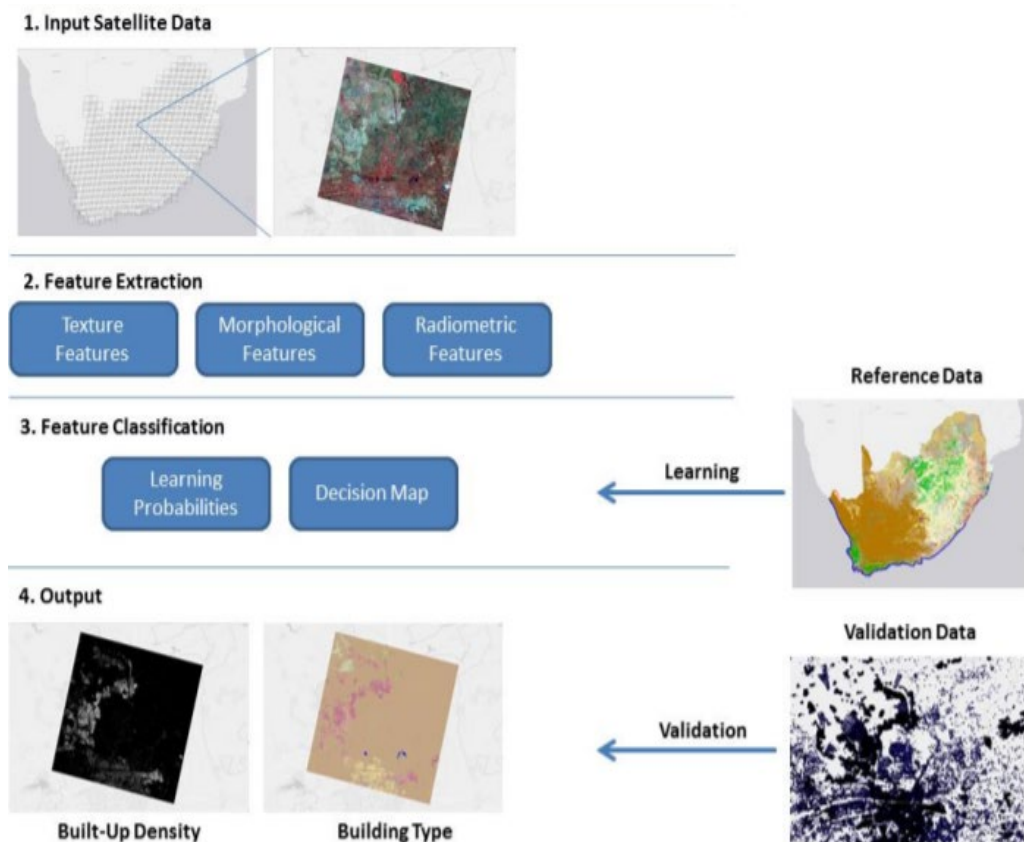 1. Input Satellite Data
2. Feature Extraction
Texture
Features
Morphological
Features
Radiometric
Features
Reference Data
3. Feature Classification
Learning
Probabilities
Decision Map
Learning
4. Output
Validation Data
Validation
Built-Up Density
Building Type